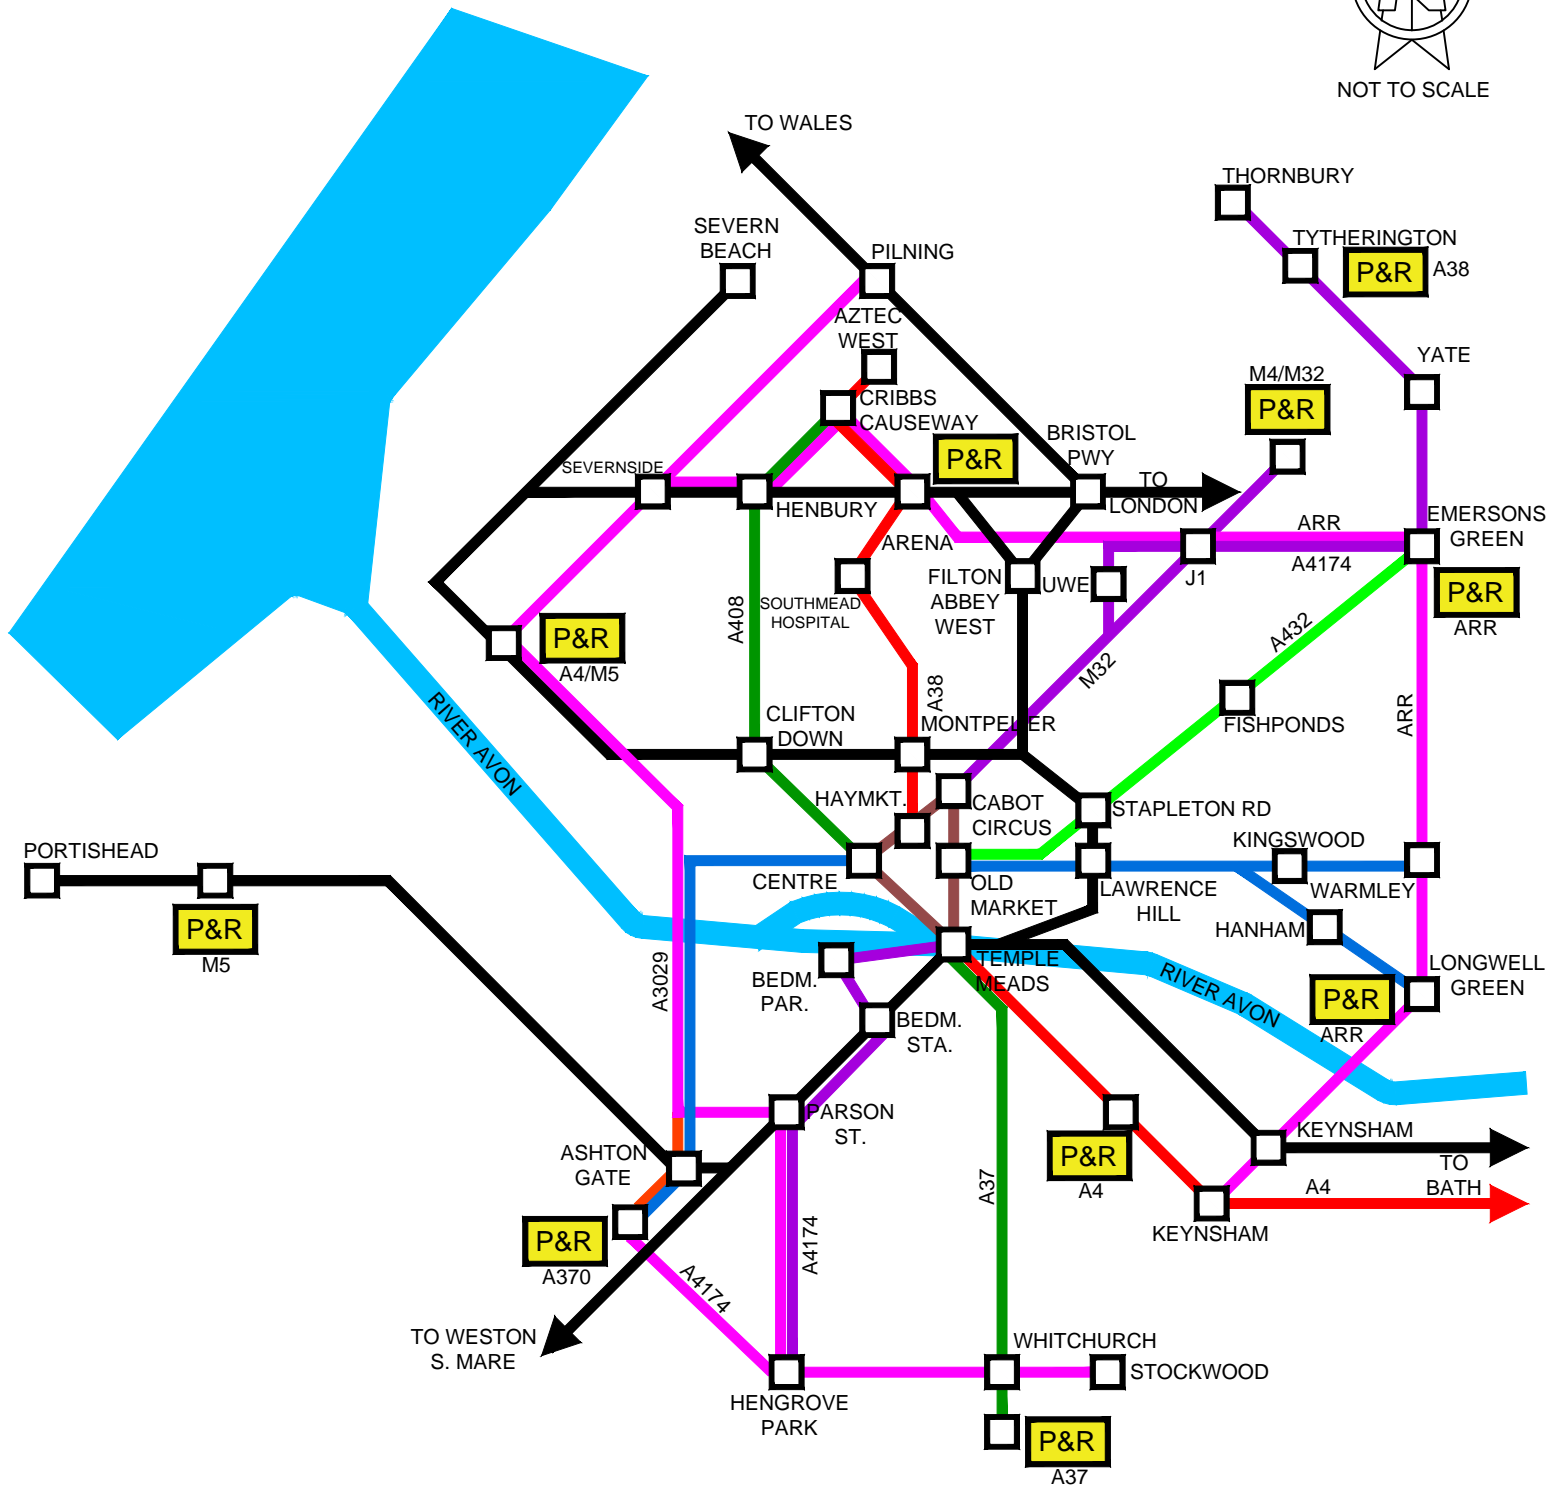 NOT TO SCALE
TO WALES
THORNBURY
SEVERN
BEACH
PILNING
TYTHERINGTON
P&R
A38
AZTEC
WEST
YATE
M4/M32
P&R
CRIBBS
CAUSEWAY
P&R
BRISTOL
PWY
SEVERNSIDE
HENBURY
TO
LONDON
ARENA
ARR
EMERSONS
GREEN
A4174
J1
FILTON
ABBEY
WEST
UWE
SOUTHMEAD
HOSPITAL
P&R
ARR
A408
P&R
A4/M5
A432
M32
A38
ARR
RIVER AVON
CLIFTON
DOWN
MONTPELIER
FISHPONDS
HAYMKT.
CABOT
CIRCUS
STAPLETON RD
KINGSWOOD
PORTISHEAD
CENTRE
OLD
MARKET
LAWRENCE
HILL
WARMLEY
P&R
M5
HANHAM
A3029
BEDM.
PAR.
TEMPLE
MEADS
RIVER AVON
LONGWELL
GREEN
P&R
ARR
BEDM.
STA.
PARSON
ST.
KEYNSHAM
ASHTON
GATE
P&R
A4
TO
BATH
A4
A37
KEYNSHAM
P&R
A370
A4174
A4174
TO WESTON
S. MARE
WHITCHURCH
STOCKWOOD
HENGROVE
PARK
P&R
A37